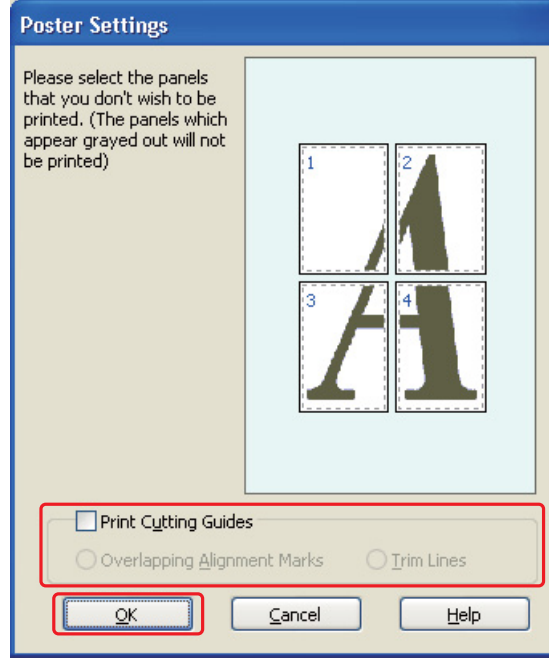 Poster Settings
Please select the panels
that you don't wish to be
printed. (The panels which
appear grayed out will not
be printed)
1 2
3 4
Print Cutting Guides
Overlapping Alignment Marks Trim Lines
OK Cancel Help